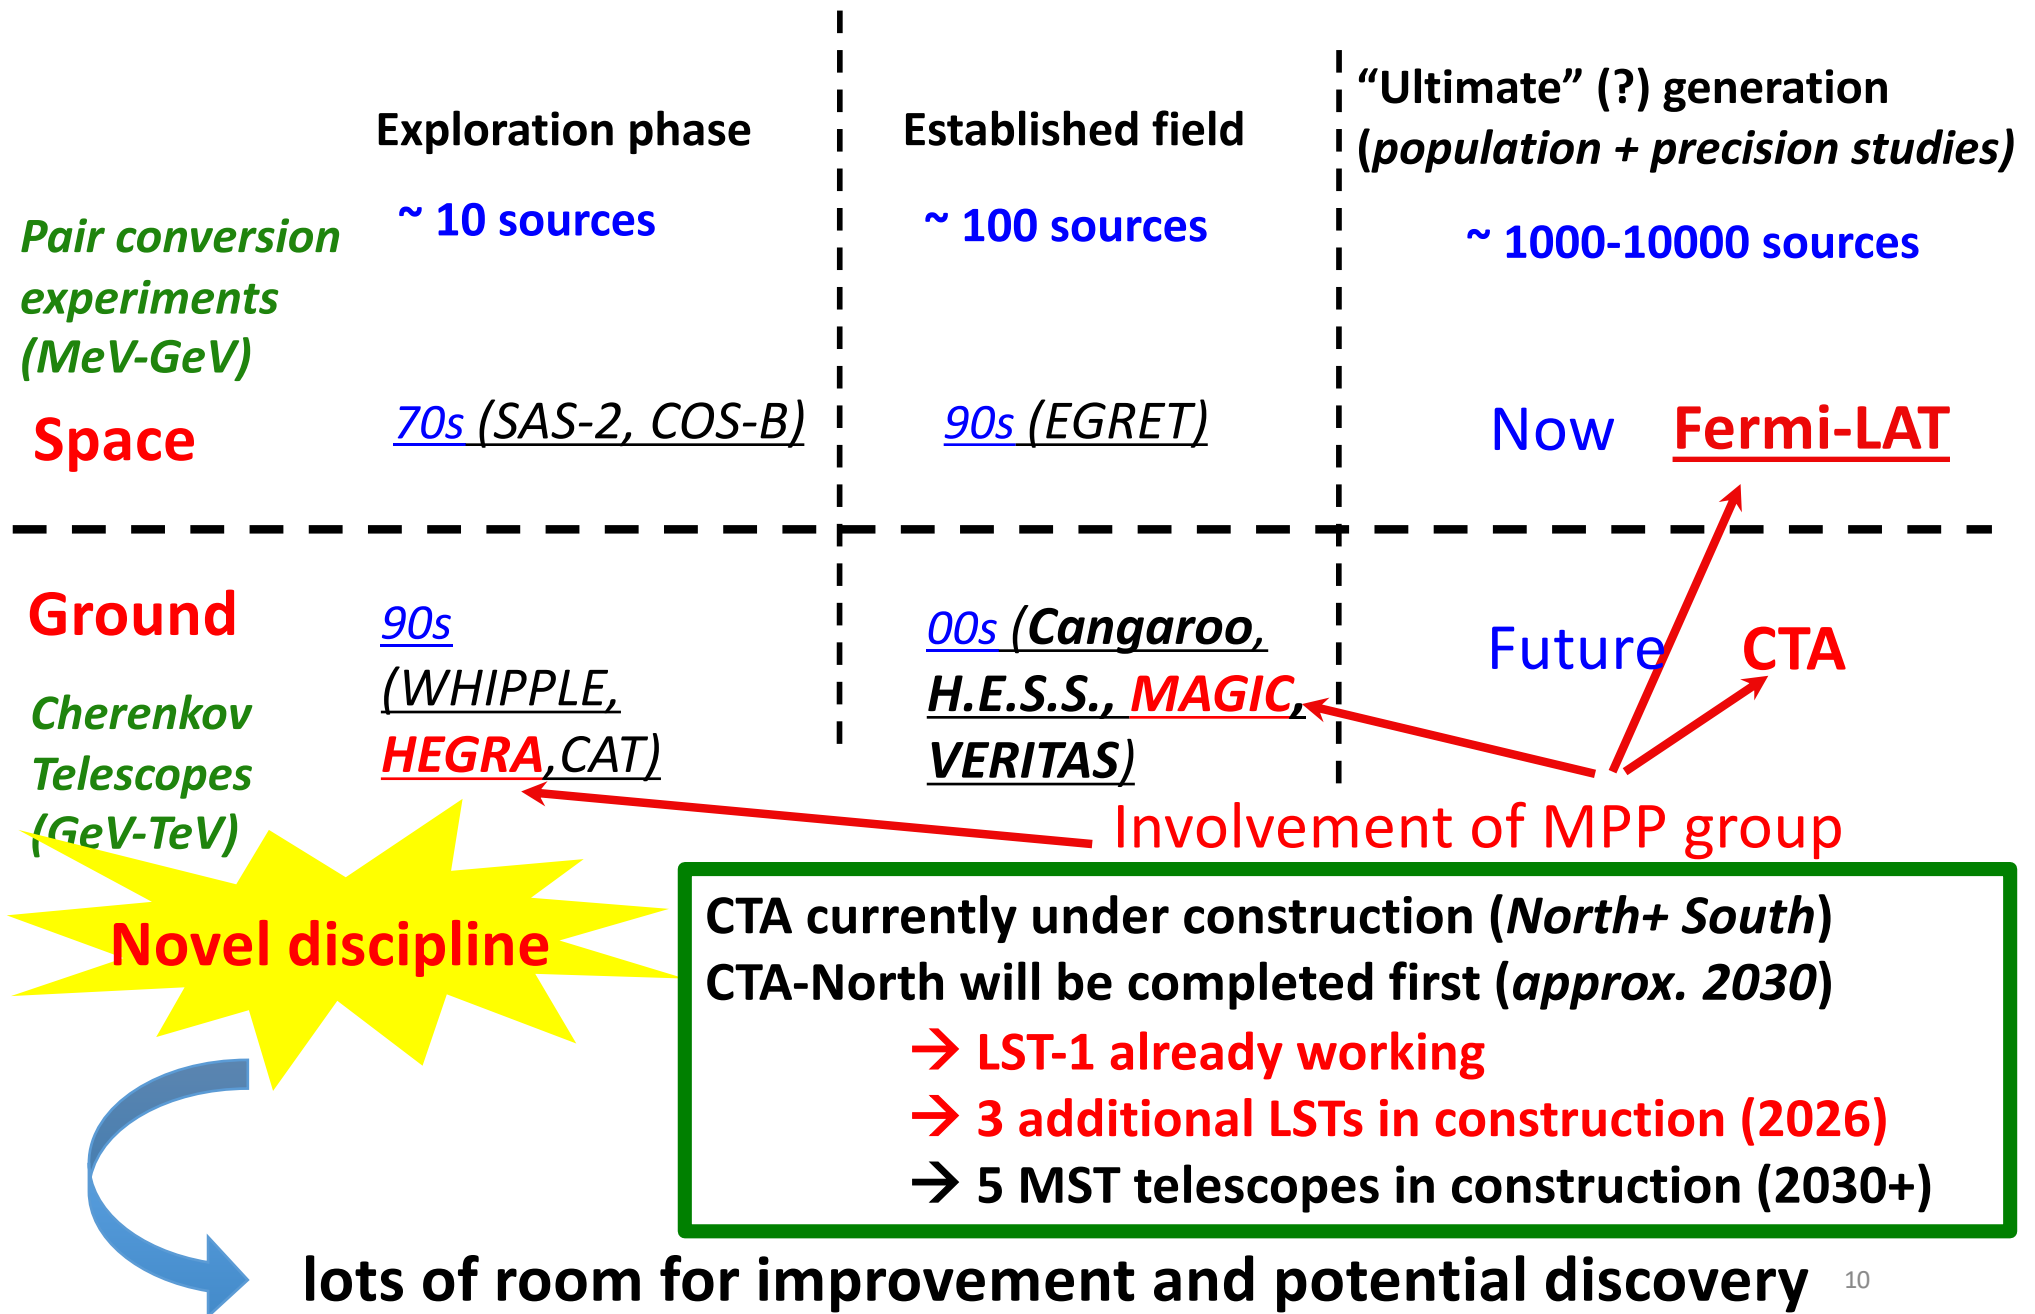 Exploration phase
Established field
“Ultimate” (?) generation
(population + precision studies)
~ 10 sources
~ 100 sources
~ 1000-10000 sources
Pair conversion
experiments
(MeV-GeV)
Space
70s (SAS-2, COS-B)
90s (EGRET)
Now Fermi-LAT
Ground
90s
(WHIPPLE,
HEGRA,CAT)
00s (Cangaroo,
H.E.S.S., MAGIC,
VERITAS)
Future CTA
Cherenkov
Telescopes
(GeV-TeV)
Involvement of MPP group
Novel discipline
CTA currently under construction (North+ South)
CTA-North will be completed first (approx. 2030)
→ LST-1 already working
→ 3 additional LSTs in construction (2026)
→ 5 MST telescopes in construction (2030+)
lots of room for improvement and potential discovery
10